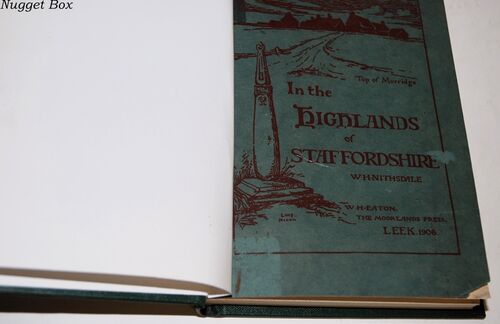 Nugget Box
Top of Morridge
In the
HIGHLANDS
of
STAFFORDSHIRE
W.H.NITHSDALE
W.H.EATON.
THE MOORLANDS PRESS,
LEEK. 1906.